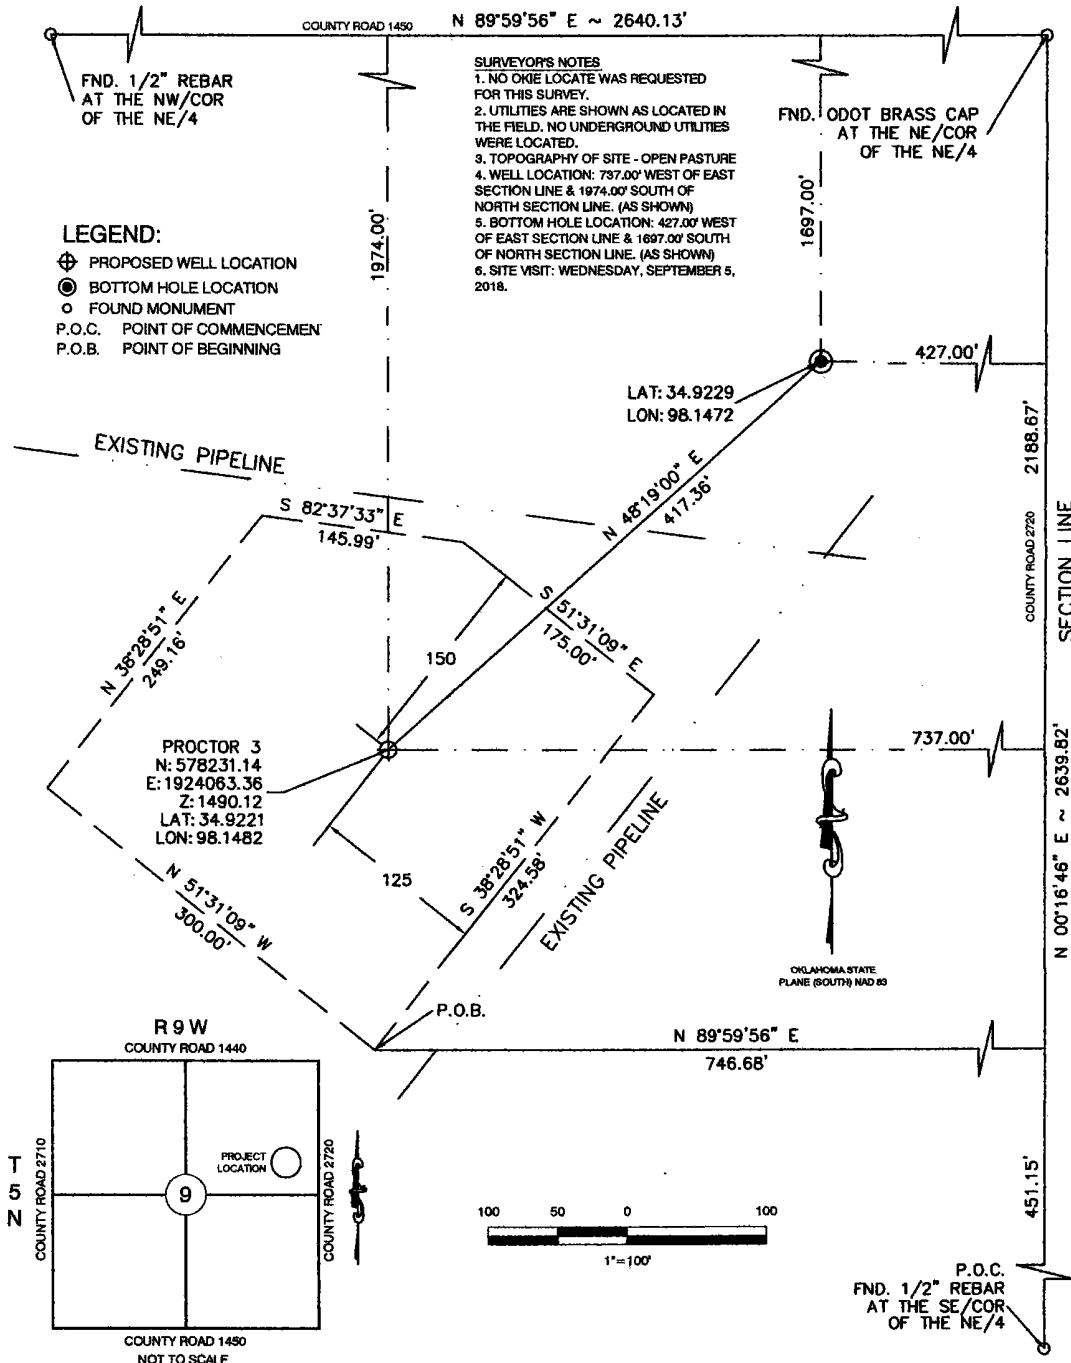 COUNTY ROAD 1450
N 89°59'56" E ~ 2640.13'
FND. 1/2" REBAR
AT THE NW/COR
OF THE NE/4
SURVEYOR'S NOTES
1. NO OKIE LOCATE WAS REQUESTED
FOR THIS SURVEY.
2. UTILITIES ARE SHOWN AS LOCATED IN
THE FIELD. NO UNDERGROUND UTILITIES
WERE LOCATED.
3. TOPOGRAPHY OF SITE - OPEN PASTURE
4. WELL LOCATION: 737.00' WEST OF EAST
SECTION LINE & 1974.00' SOUTH OF
NORTH SECTION LINE. (AS SHOWN)
5. BOTTOM HOLE LOCATION: 427.00' WEST
OF EAST SECTION LINE & 1697.00' SOUTH
OF NORTH SECTION LINE. (AS SHOWN)
6. SITE VISIT: WEDNESDAY, SEPTEMBER 5,
2018.
FND. ODOT BRASS CAP
AT THE NE/COR
OF THE NE/4
1974.00'
1697.00'
LEGEND:
PROPOSED WELL LOCATION
BOTTOM HOLE LOCATION
FOUND MONUMENT
P.O.C. POINT OF COMMENCEMEN
P.O.B. POINT OF BEGINNING
427.00'
LAT: 34.9229
LON: 98.1472
2188.67'
COUNTY ROAD 2720
SECTION LINE
EXISTING PIPELINE
S 82°37'33" E
145.99'
N 48°19'00" E
417.36'
N 38°28'51" E
249.16'
S 51°31'09" E
175.00'
150
PROCTOR 3
N: 578231.14
E: 1924063.36
Z: 1490.12
LAT: 34.9221
LON: 98.1482
737.00'
N 00°16'46" E ~ 2639.82'
125
S 38°28'51" W
324.58'
EXISTING PIPELINE
N 51°31'09" W
300.00'
OKLAHOMA STATE
PLANE (SOUTH) NAD 83
P.O.B.
N 89°59'56" E
746.68'
R 9 W
COUNTY ROAD 1440
T
5
N
COUNTY ROAD 2710
PROJECT
LOCATION
9
COUNTY ROAD 2720
COUNTY ROAD 1450
NOT TO SCALE
100 50 0 100
1"=100'
451.15'
P.O.C.
FND. 1/2" REBAR
AT THE SE/COR
OF THE NE/4